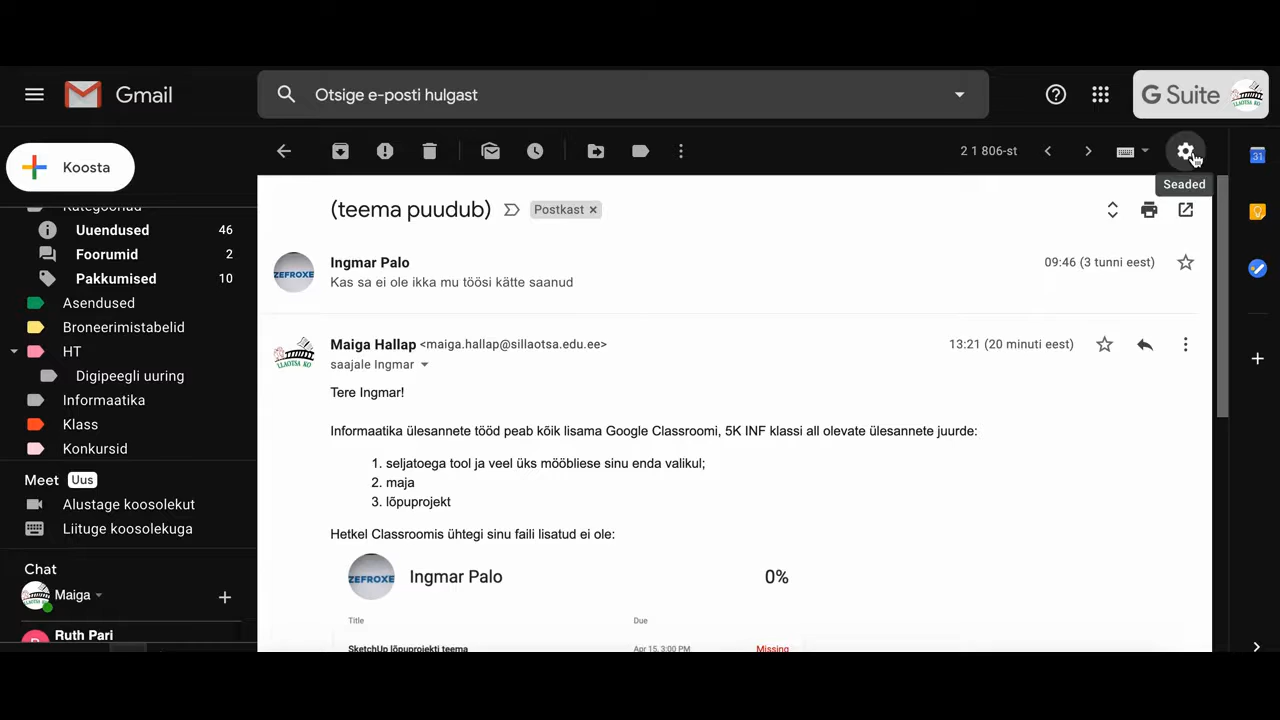 Gmail
Otsige e-posti hulgast
G Suite
Koosta
2 1 806-st
Seaded
Kategooriad
Uuendused 46
Foorumid 2
Pakkumised 10
Asendused
Broneerimistabelid
HT
Digipeegli uuring
Informaatika
Klass
Konkursid
Meet Uus
Alustage koosolekut
Liituge koosolekuga
Chat
Maiga
Ruth Pari
(teema puudub) Postkast
ZEFROXE
Ingmar Palo 09:46 (3 tunni eest)
Kas sa ei ole ikka mu töösi kätte saanud
Maiga Hallap <maiga.hallap@sillaotsa.edu.ee> 13:21 (20 minuti eest)
saajale Ingmar
Tere Ingmar!
Informaatika ülesannete tööd peab kõik lisama Google Classroomi, 5K INF klassi all olevate ülesannete juurde:
1. seljatoega tool ja veel üks mööbliese sinu enda valikul;
2. maja
3. lõpuprojekt
Hetkel Classroomis ühtegi sinu faili lisatud ei ole:
ZEFROXE
Ingmar Palo 0%
Title Due
SketchUp lõpuprojekti teema Apr 15, 3:00 PM Missing
31